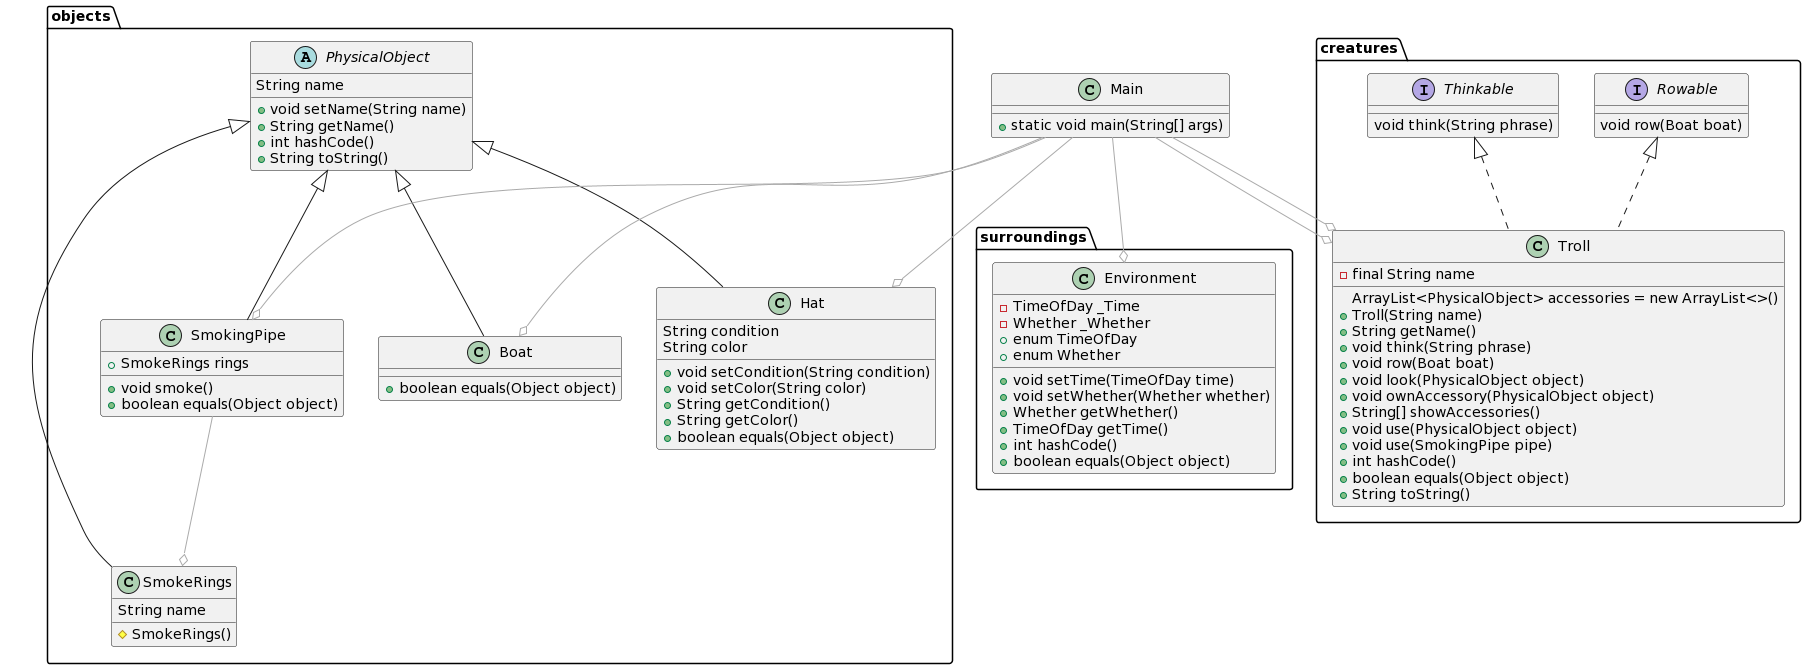 objects
PhysicalObject
String name
void setName(String name)
String getName()
int hashCode()
String toString()
SmokingPipe
SmokeRings rings
void smoke()
boolean equals(Object object)
Boat
boolean equals(Object object)
Hat
String condition
String color
void setCondition(String condition)
void setColor(String color)
String getCondition()
String getColor()
boolean equals(Object object)
SmokeRings
String name
SmokeRings()
Main
static void main(String[] args)
surroundings
Environment
TimeOfDay _Time
Whether _Whether
enum TimeOfDay
enum Whether
void setTime(TimeOfDay time)
void setWhether(Whether whether)
Whether getWhether()
TimeOfDay getTime()
int hashCode()
boolean equals(Object object)
creatures
Thinkable
void think(String phrase)
Rowable
void row(Boat boat)
Troll
final String name
ArrayList<PhysicalObject> accessories = new ArrayList<>()
Troll(String name)
String getName()
void think(String phrase)
void row(Boat boat)
void look(PhysicalObject object)
void ownAccessory(PhysicalObject object)
String[] showAccessories()
void use(PhysicalObject object)
void use(SmokingPipe pipe)
int hashCode()
boolean equals(Object object)
String toString()